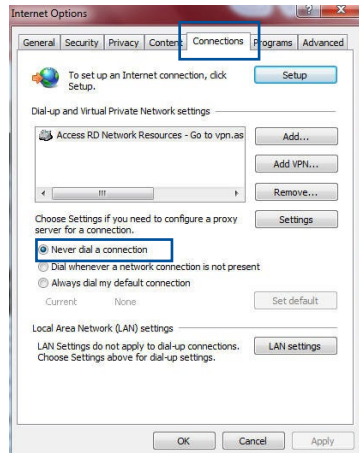 Internet Options
General Security Privacy Content Connections Programs Advanced
To set up an Internet connection, click
Setup.
Setup
Dial-up and Virtual Private Network settings
Access RD Network Resources - Go to vpn.as
Add...
Add VPN...
Remove...
Choose Settings if you need to configure a proxy
server for a connection.
Settings
Never dial a connection
Dial whenever a network connection is not present
Always dial my default connection
Current None
Set default
Local Area Network (LAN) settings
LAN Settings do not apply to dial-up connections.
Choose Settings above for dial-up settings.
LAN settings
OK Cancel Apply